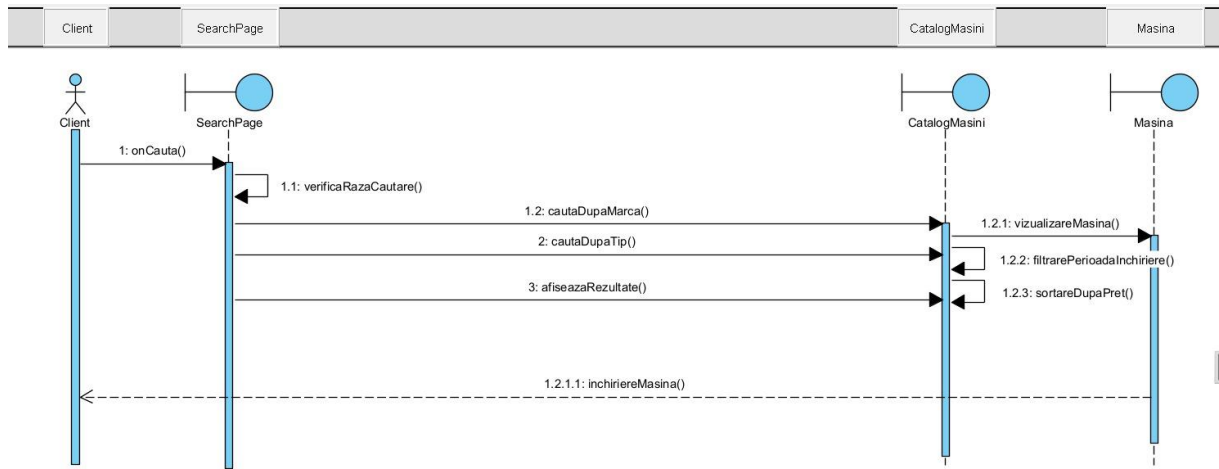 Client
SearchPage
CatalogMasini
Masina
Client
SearchPage
CatalogMasini
Masina
1: onCauta()
1.1: verificaRazaCautare()
1.2: cautaDupaMarca()
1.2.1: vizualizareMasina()
2: cautaDupaTip()
1.2.2: filtrarePerioadaInchiriere()
3: afiseazaRezultate()
1.2.3: sortareDupaPret()
1.2.1.1: inchiriereMasina()